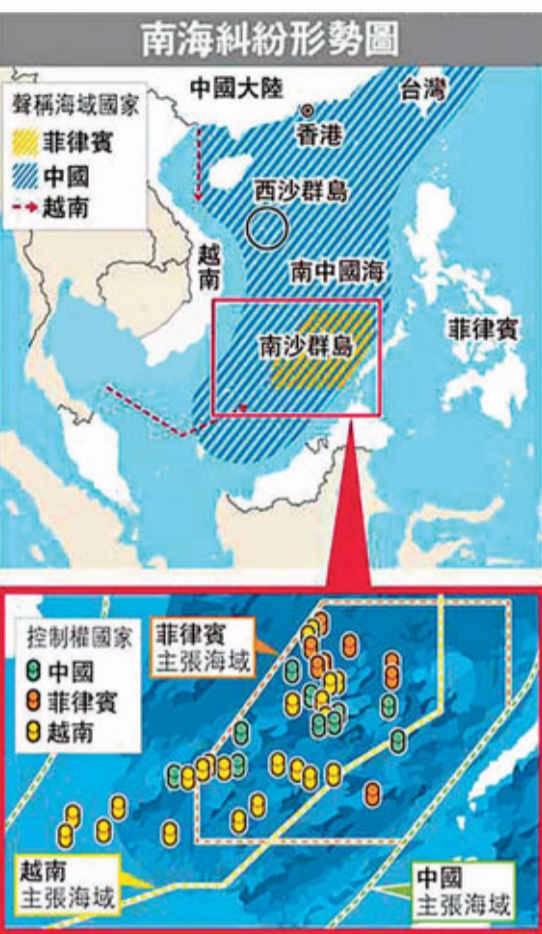 南海糾紛形勢圖
中國大陸
台灣
聲稱海域國家
菲律賓
中國
越南
香港
西沙群島
越南
南中國海
南沙群島
菲律賓
控制權國家
中國
菲律賓
越南
菲律賓
主張海域
越南
主張海域
中國
主張海域